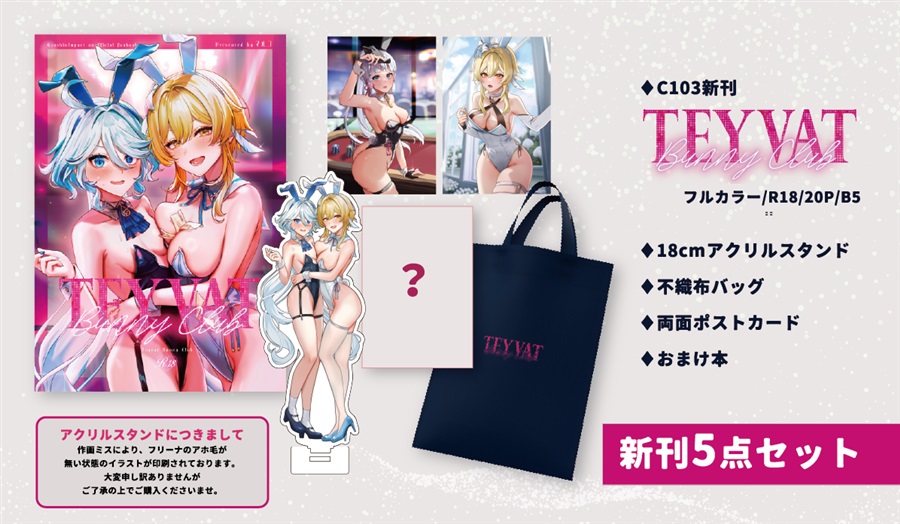 Presented by
TEYVAT
Bunny Club
R18
アクリルスタンドにつきまして
作画ミスにより、フリーナのアホ毛が
無い状態のイラストが印刷されております。
大変申し訳ありませんが
ご了承の上でご購入くださいませ。
?
TEYVAT
♦C103新刊
TEYVAT
Bunny Club
フルカラー/R18/20P/B5
♦18cmアクリルスタンド
♦不織布バッグ
♦両面ポストカード
♦おまけ本
新刊5点セット